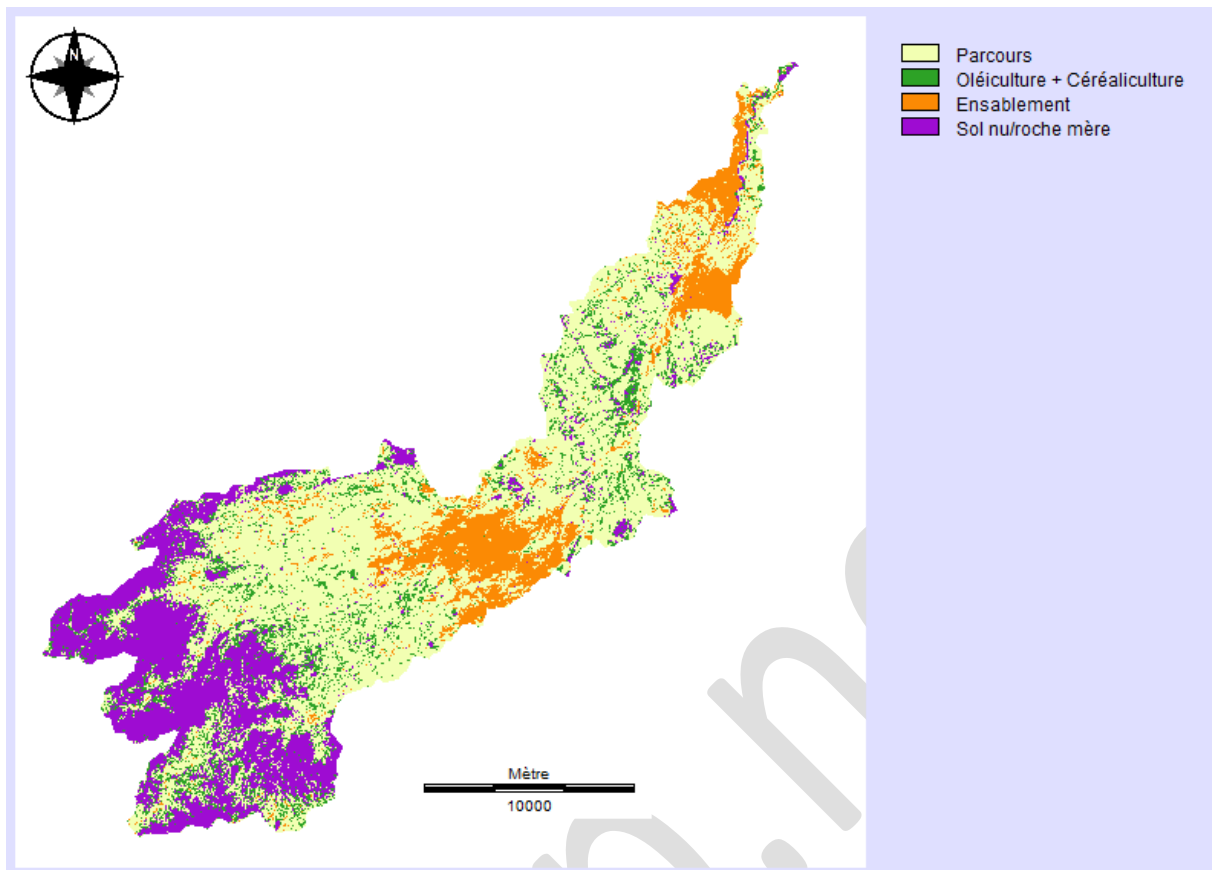 N
Parcours
Oléiculture + Céréaliculture
Ensablement
Sol nu/roche mère
Mètre
10000